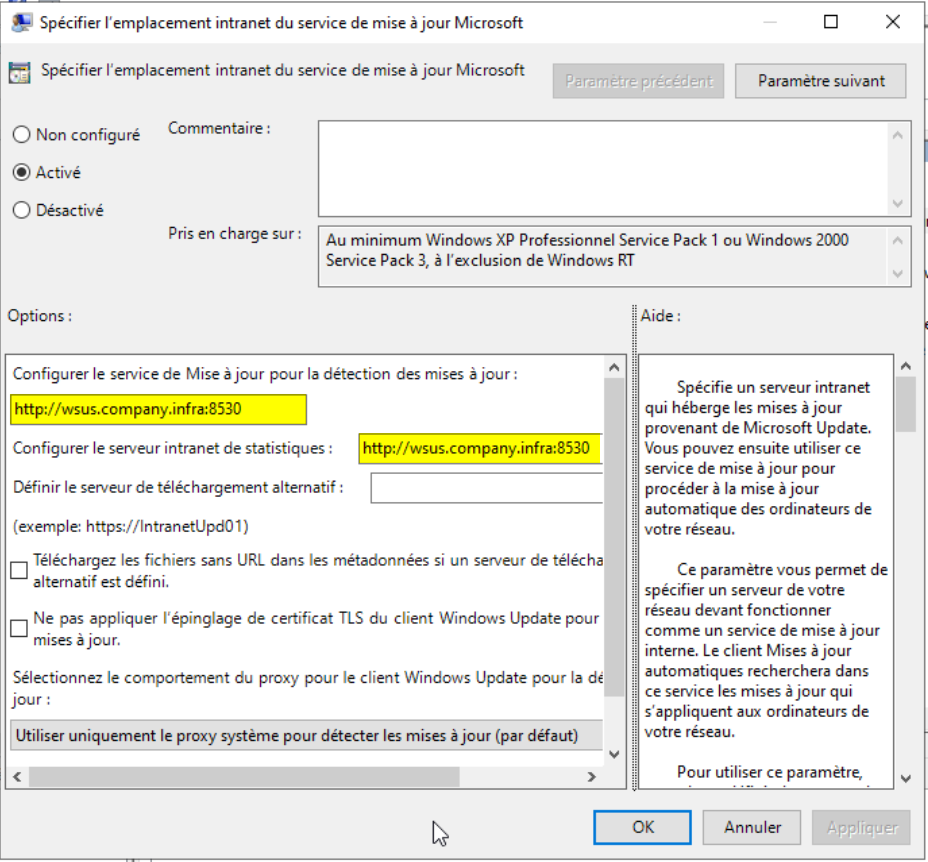 Spécifier l'emplacement intranet du service de mise à jour Microsoft
Spécifier l'emplacement intranet du service de mise à jour Microsoft
Paramètre précédent
Paramètre suivant
Non configuré
Commentaire :
Activé
Désactivé
Pris en charge sur :
Au minimum Windows XP Professionnel Service Pack 1 ou Windows 2000
Service Pack 3, à l'exclusion de Windows RT
Options :
Aide :
Configurer le service de Mise à jour pour la détection des mises à jour :
http://wsus.company.infra:8530
Configurer le serveur intranet de statistiques :
http://wsus.company.infra:8530
Définir le serveur de téléchargement alternatif :
(exemple: https://IntranetUpd01)
Téléchargez les fichiers sans URL dans les métadonnées si un serveur de télécha
alternatif est défini.
Ne pas appliquer l'épinglage de certificat TLS du client Windows Update pour
mises à jour.
Sélectionnez le comportement du proxy pour le client Windows Update pour la dé
jour :
Utiliser uniquement le proxy système pour détecter les mises à jour (par défaut)
Spécifie un serveur intranet
qui héberge les mises à jour
provenant de Microsoft Update.
Vous pouvez ensuite utiliser ce
service de mise à jour pour
procéder à la mise à jour
automatique des ordinateurs de
votre réseau.
Ce paramètre vous permet de
spécifier un serveur de votre
réseau devant fonctionner
comme un service de mise à jour
interne. Le client Mises à jour
automatiques recherchera dans
ce service les mises à jour qui
s'appliquent aux ordinateurs de
votre réseau.
Pour utiliser ce paramètre,
OK
Annuler
Appliquer